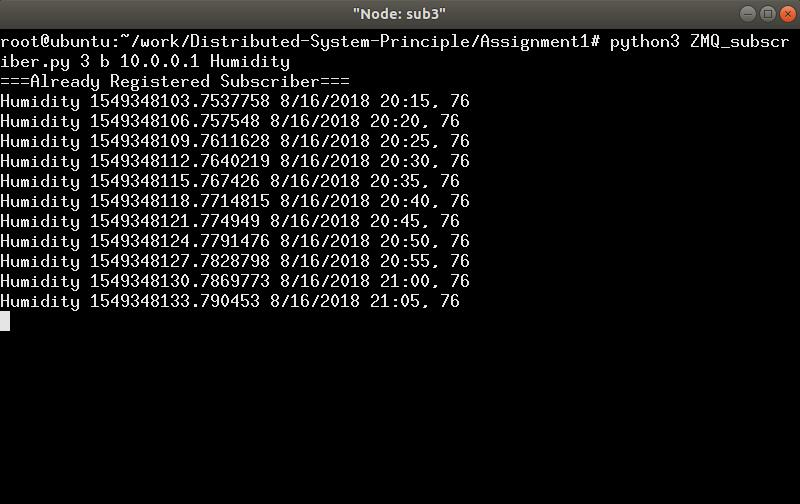 "Node: sub3"
root@ubuntu:~/work/Distributed-System-Principle/Assignment1# python3 ZMQ_subscr
iber.py 3 b 10.0.0.1 Humidity
===Already Registered Subscriber===
Humidity 1549348103.7537758 8/16/2018 20:15, 76
Humidity 1549348106.757548 8/16/2018 20:20, 76
Humidity 1549348109.7611628 8/16/2018 20:25, 76
Humidity 1549348112.7640219 8/16/2018 20:30, 76
Humidity 1549348115.767426 8/16/2018 20:35, 76
Humidity 1549348118.7714815 8/16/2018 20:40, 76
Humidity 1549348121.774949 8/16/2018 20:45, 76
Humidity 1549348124.7791476 8/16/2018 20:50, 76
Humidity 1549348127.7828798 8/16/2018 20:55, 76
Humidity 1549348130.7869773 8/16/2018 21:00, 76
Humidity 1549348133.790453 8/16/2018 21:05, 76